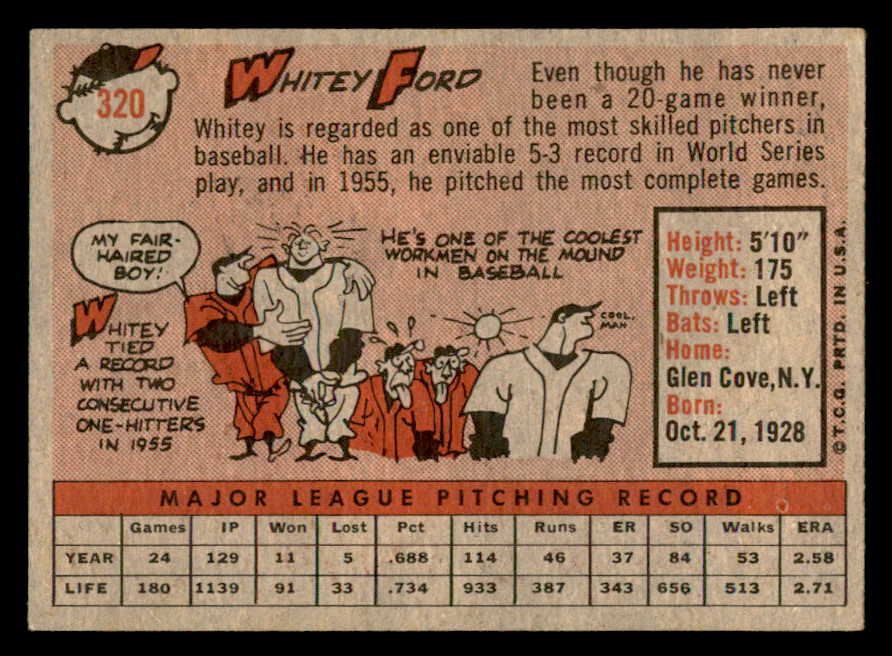 320
WHITEY FORD
Even though he has never
been a 20-game winner,
Whitey is regarded as one of the most skilled pitchers in
baseball. He has an enviable 5-3 record in World Series
play, and in 1955, he pitched the most complete games.
MY FAIR-
HAIRED
BOY!
WHITEY
TIED
A RECORD
WITH TWO
CONSECUTIVE
ONE-HITTERS
IN 1955
HE'S ONE OF THE COOLEST
WORKMEN ON THE MOUND
IN BASEBALL
COOL,
MAN
Height: 5'10"
Weight: 175
Throws: Left
Bats: Left
Home:
Glen Cove, N.Y.
Born:
Oct. 21, 1928
© T.C.G. PRTD. IN U.S.A.
MAJOR LEAGUE PITCHING RECORD
Games IP Won Lost Pct Hits Runs ER SO Walks ERA
YEAR 24 129 11 5 .688 114 46 37 84 53 2.58
LIFE 180 1139 91 33 .734 933 387 343 656 513 2.71